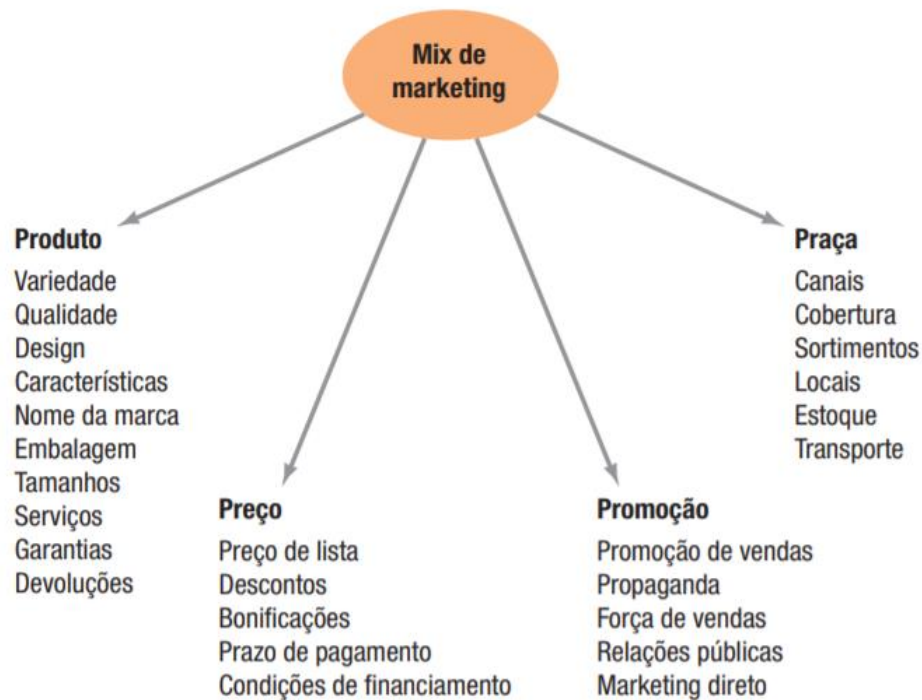 Mix de
marketing
Produto
Variedade
Qualidade
Design
Características
Nome da marca
Embalagem
Tamanhos
Serviços
Garantias
Devoluções
Preço
Preço de lista
Descontos
Bonificações
Prazo de pagamento
Condições de financiamento
Promoção
Promoção de vendas
Propaganda
Força de vendas
Relações públicas
Marketing direto
Praça
Canais
Cobertura
Sortimentos
Locais
Estoque
Transporte